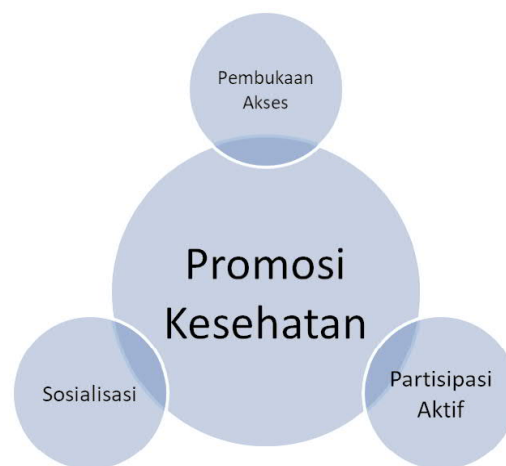 Pembukaan
Akses
Promosi
Kesehatan
Sosialisasi
Partisipasi
Aktif